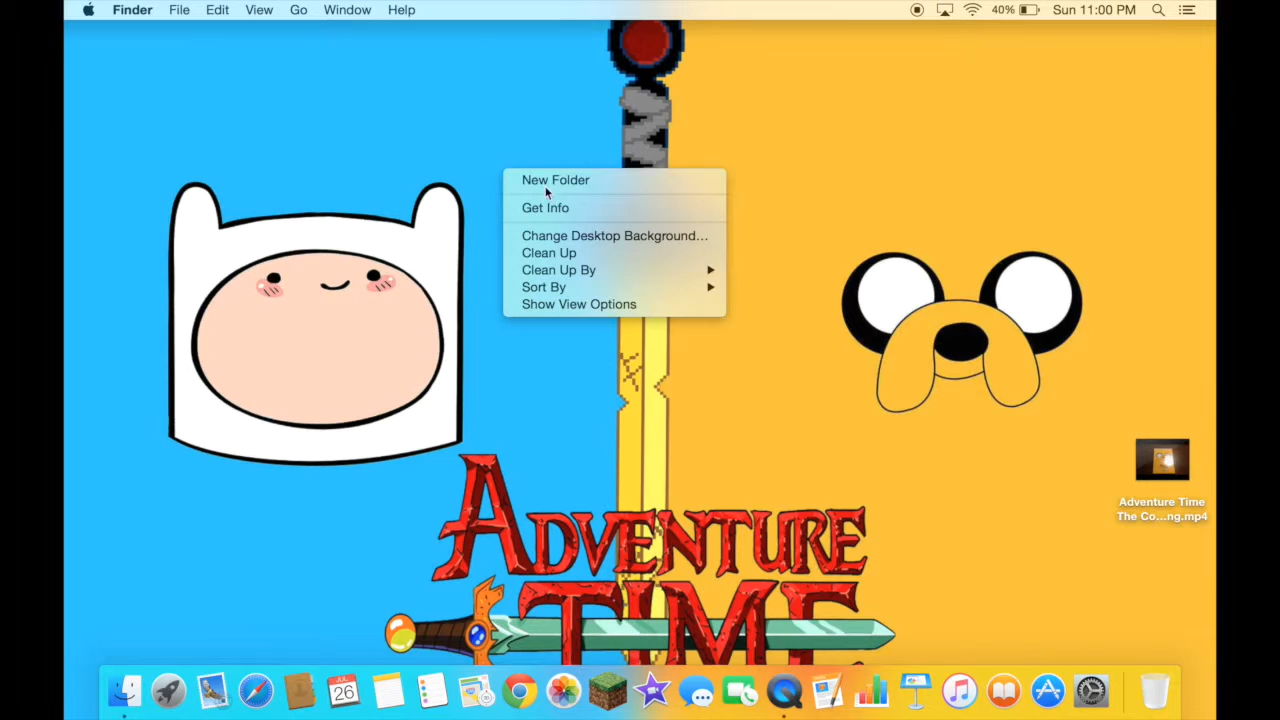 Finder File Edit View Go Window Help 40% Sun 11:00 PM
New Folder
Get Info
Change Desktop Background...
Clean Up
Clean Up By
Sort By
Show View Options
Adventure Time
The Co...ng.mp4
ADVENTURE
TIME
JUL
26